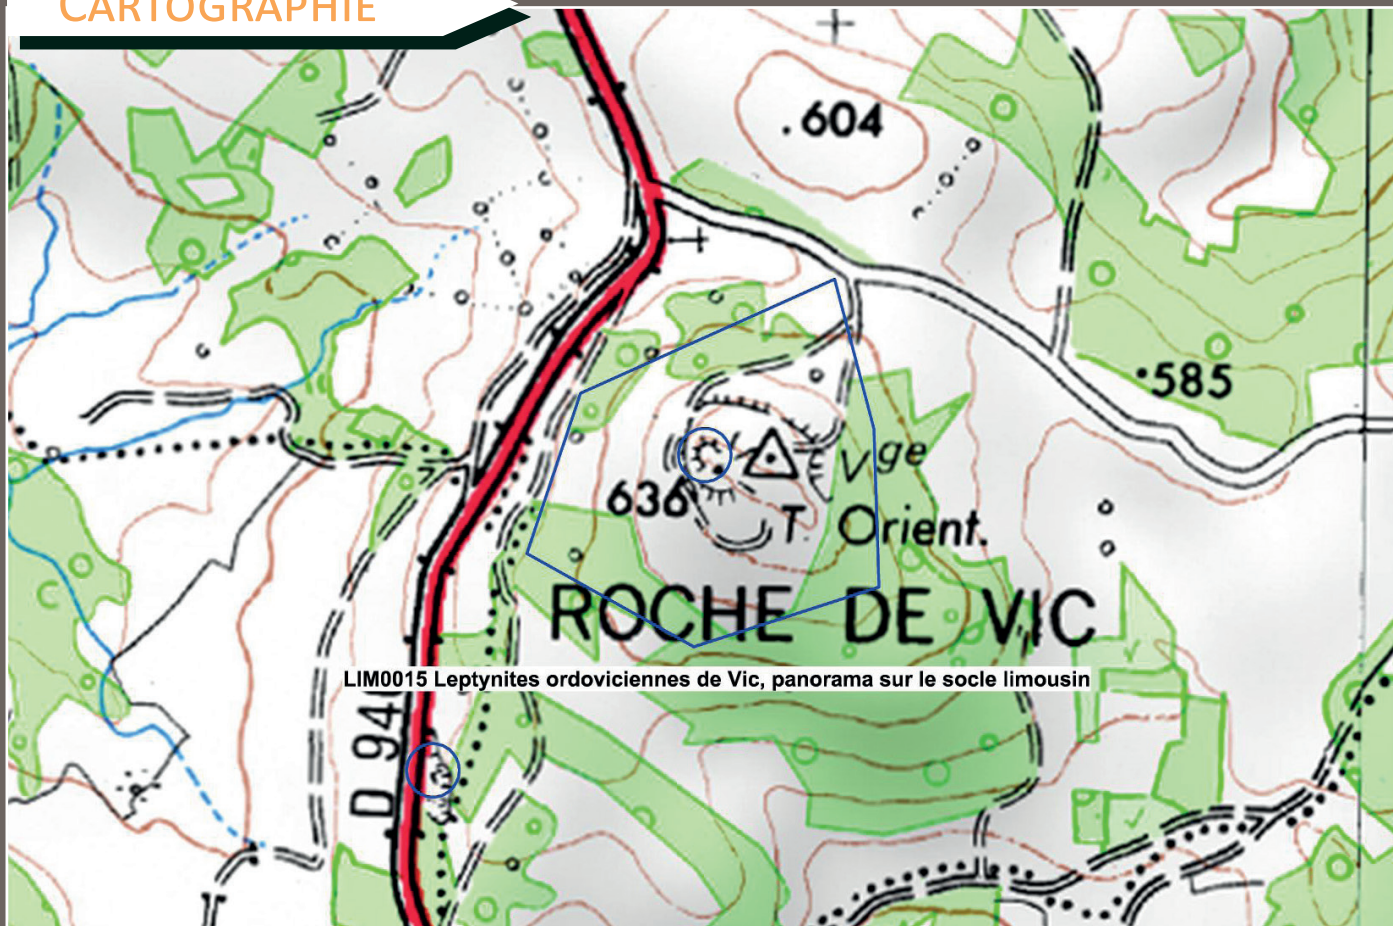 CARTOGRAPHIE
.604
.585
Vge
636
T. Orient.
ROCHE DE VIC
LIM0015 Leptynites ordoviciennes de Vic, panorama sur le socle limousin
D 940